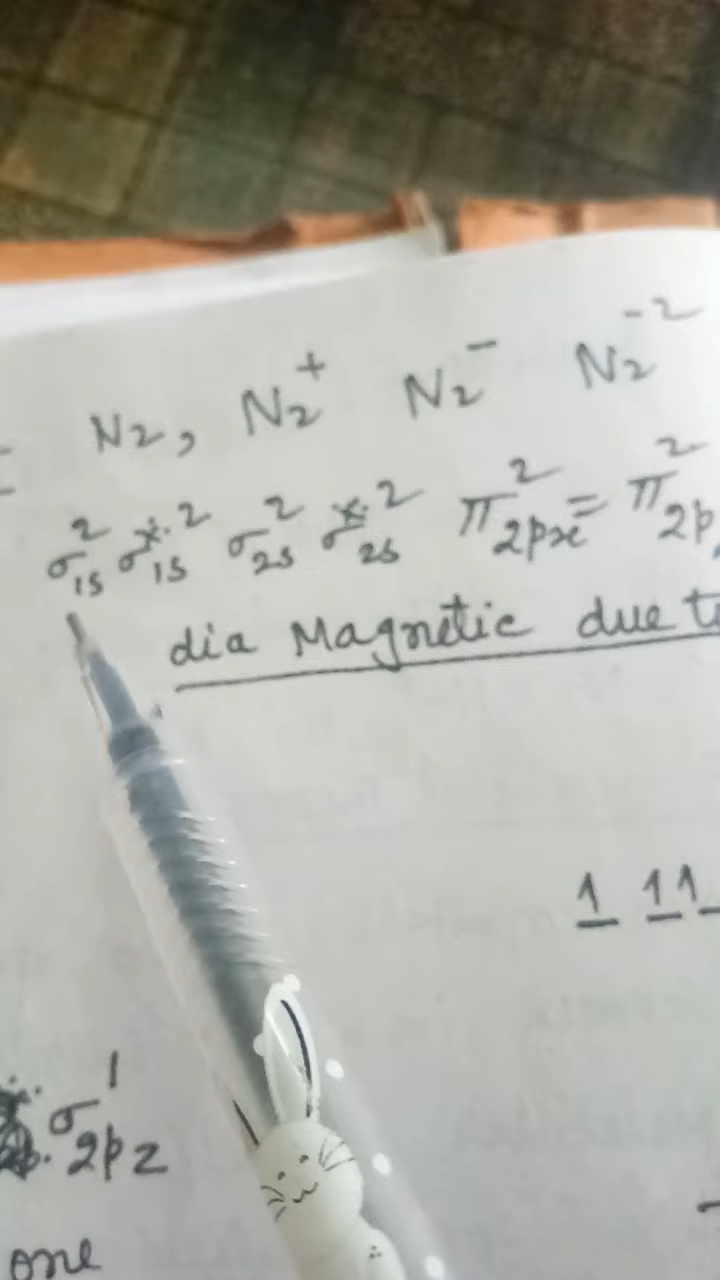 N₂, N₂⁺ N₂⁻ N₂⁻²
σ1s² σ*1s² σ2s² σ*2s² π2px² = π2p²
dia Magnetic due
1 11
σ2pz¹
one